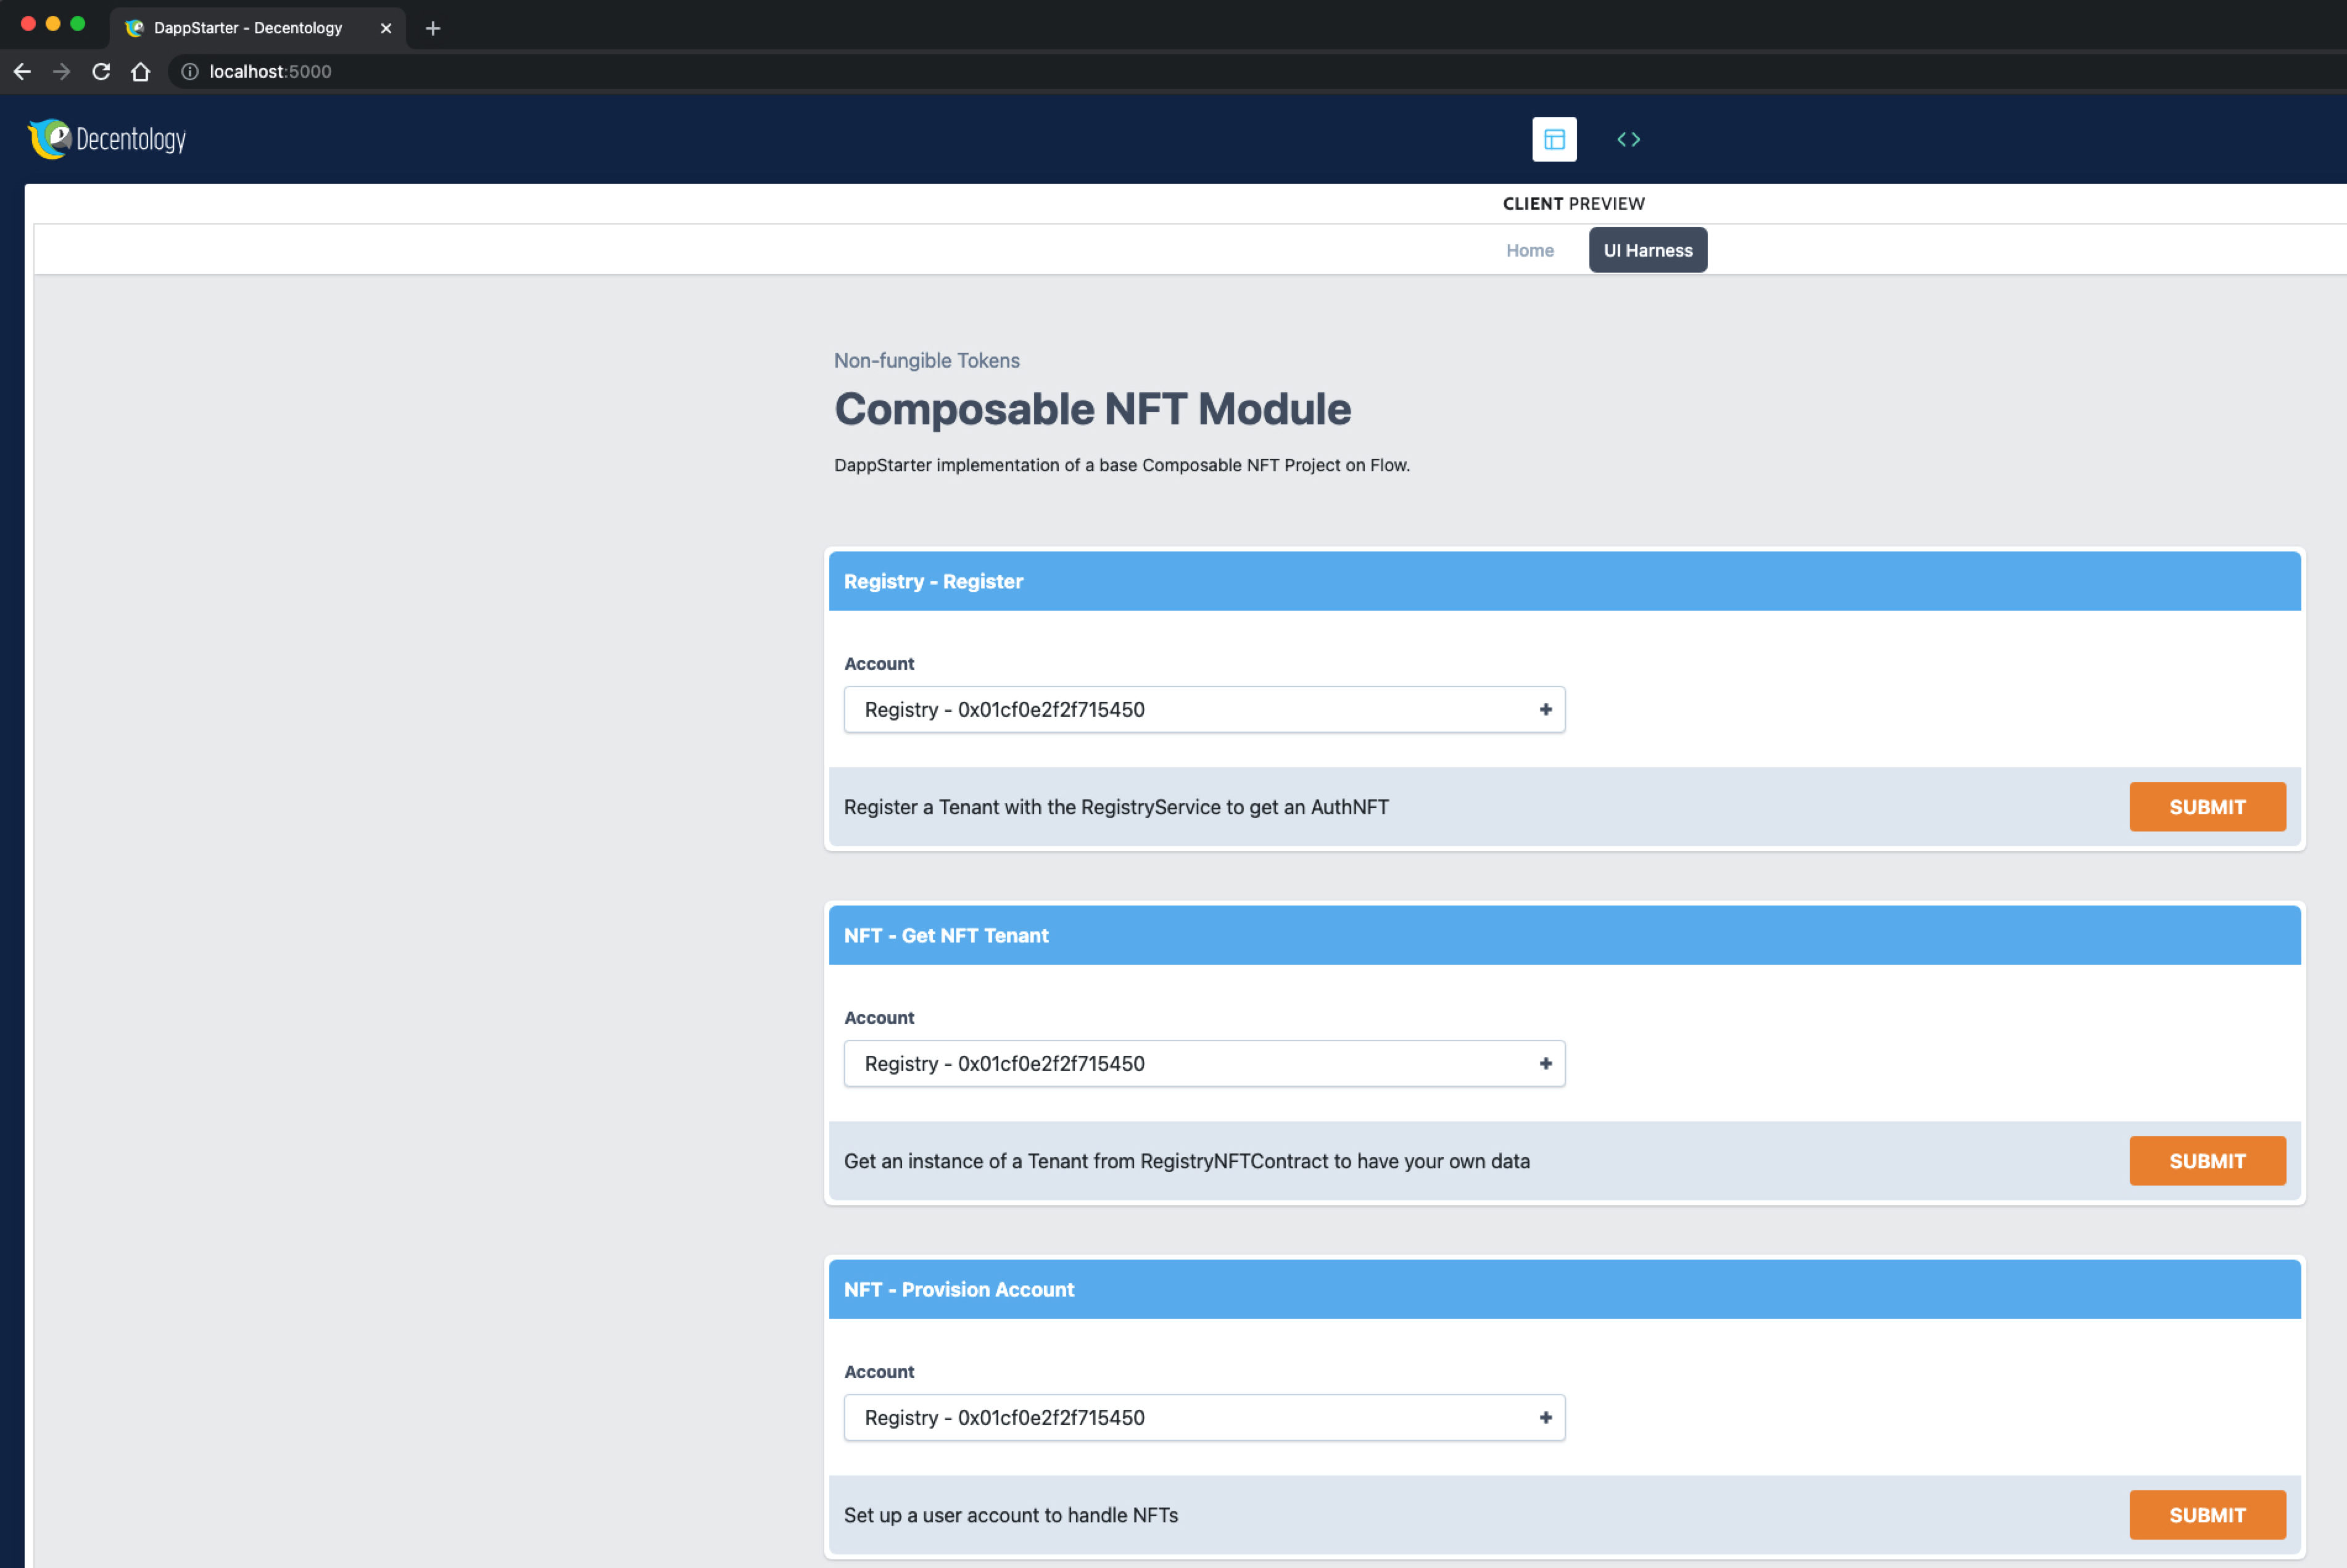 DappStarter - Decentology
localhost:5000
Decentology
CLIENT PREVIEW
Home UI Harness
Non-fungible Tokens
Composable NFT Module
DappStarter implementation of a base Composable NFT Project on Flow.
Registry - Register
Account
Registry - 0x01cf0e2f2f715450
Register a Tenant with the RegistryService to get an AuthNFT SUBMIT
NFT - Get NFT Tenant
Account
Registry - 0x01cf0e2f2f715450
Get an instance of a Tenant from RegistryNFTContract to have your own data SUBMIT
NFT - Provision Account
Account
Registry - 0x01cf0e2f2f715450
Set up a user account to handle NFTs SUBMIT